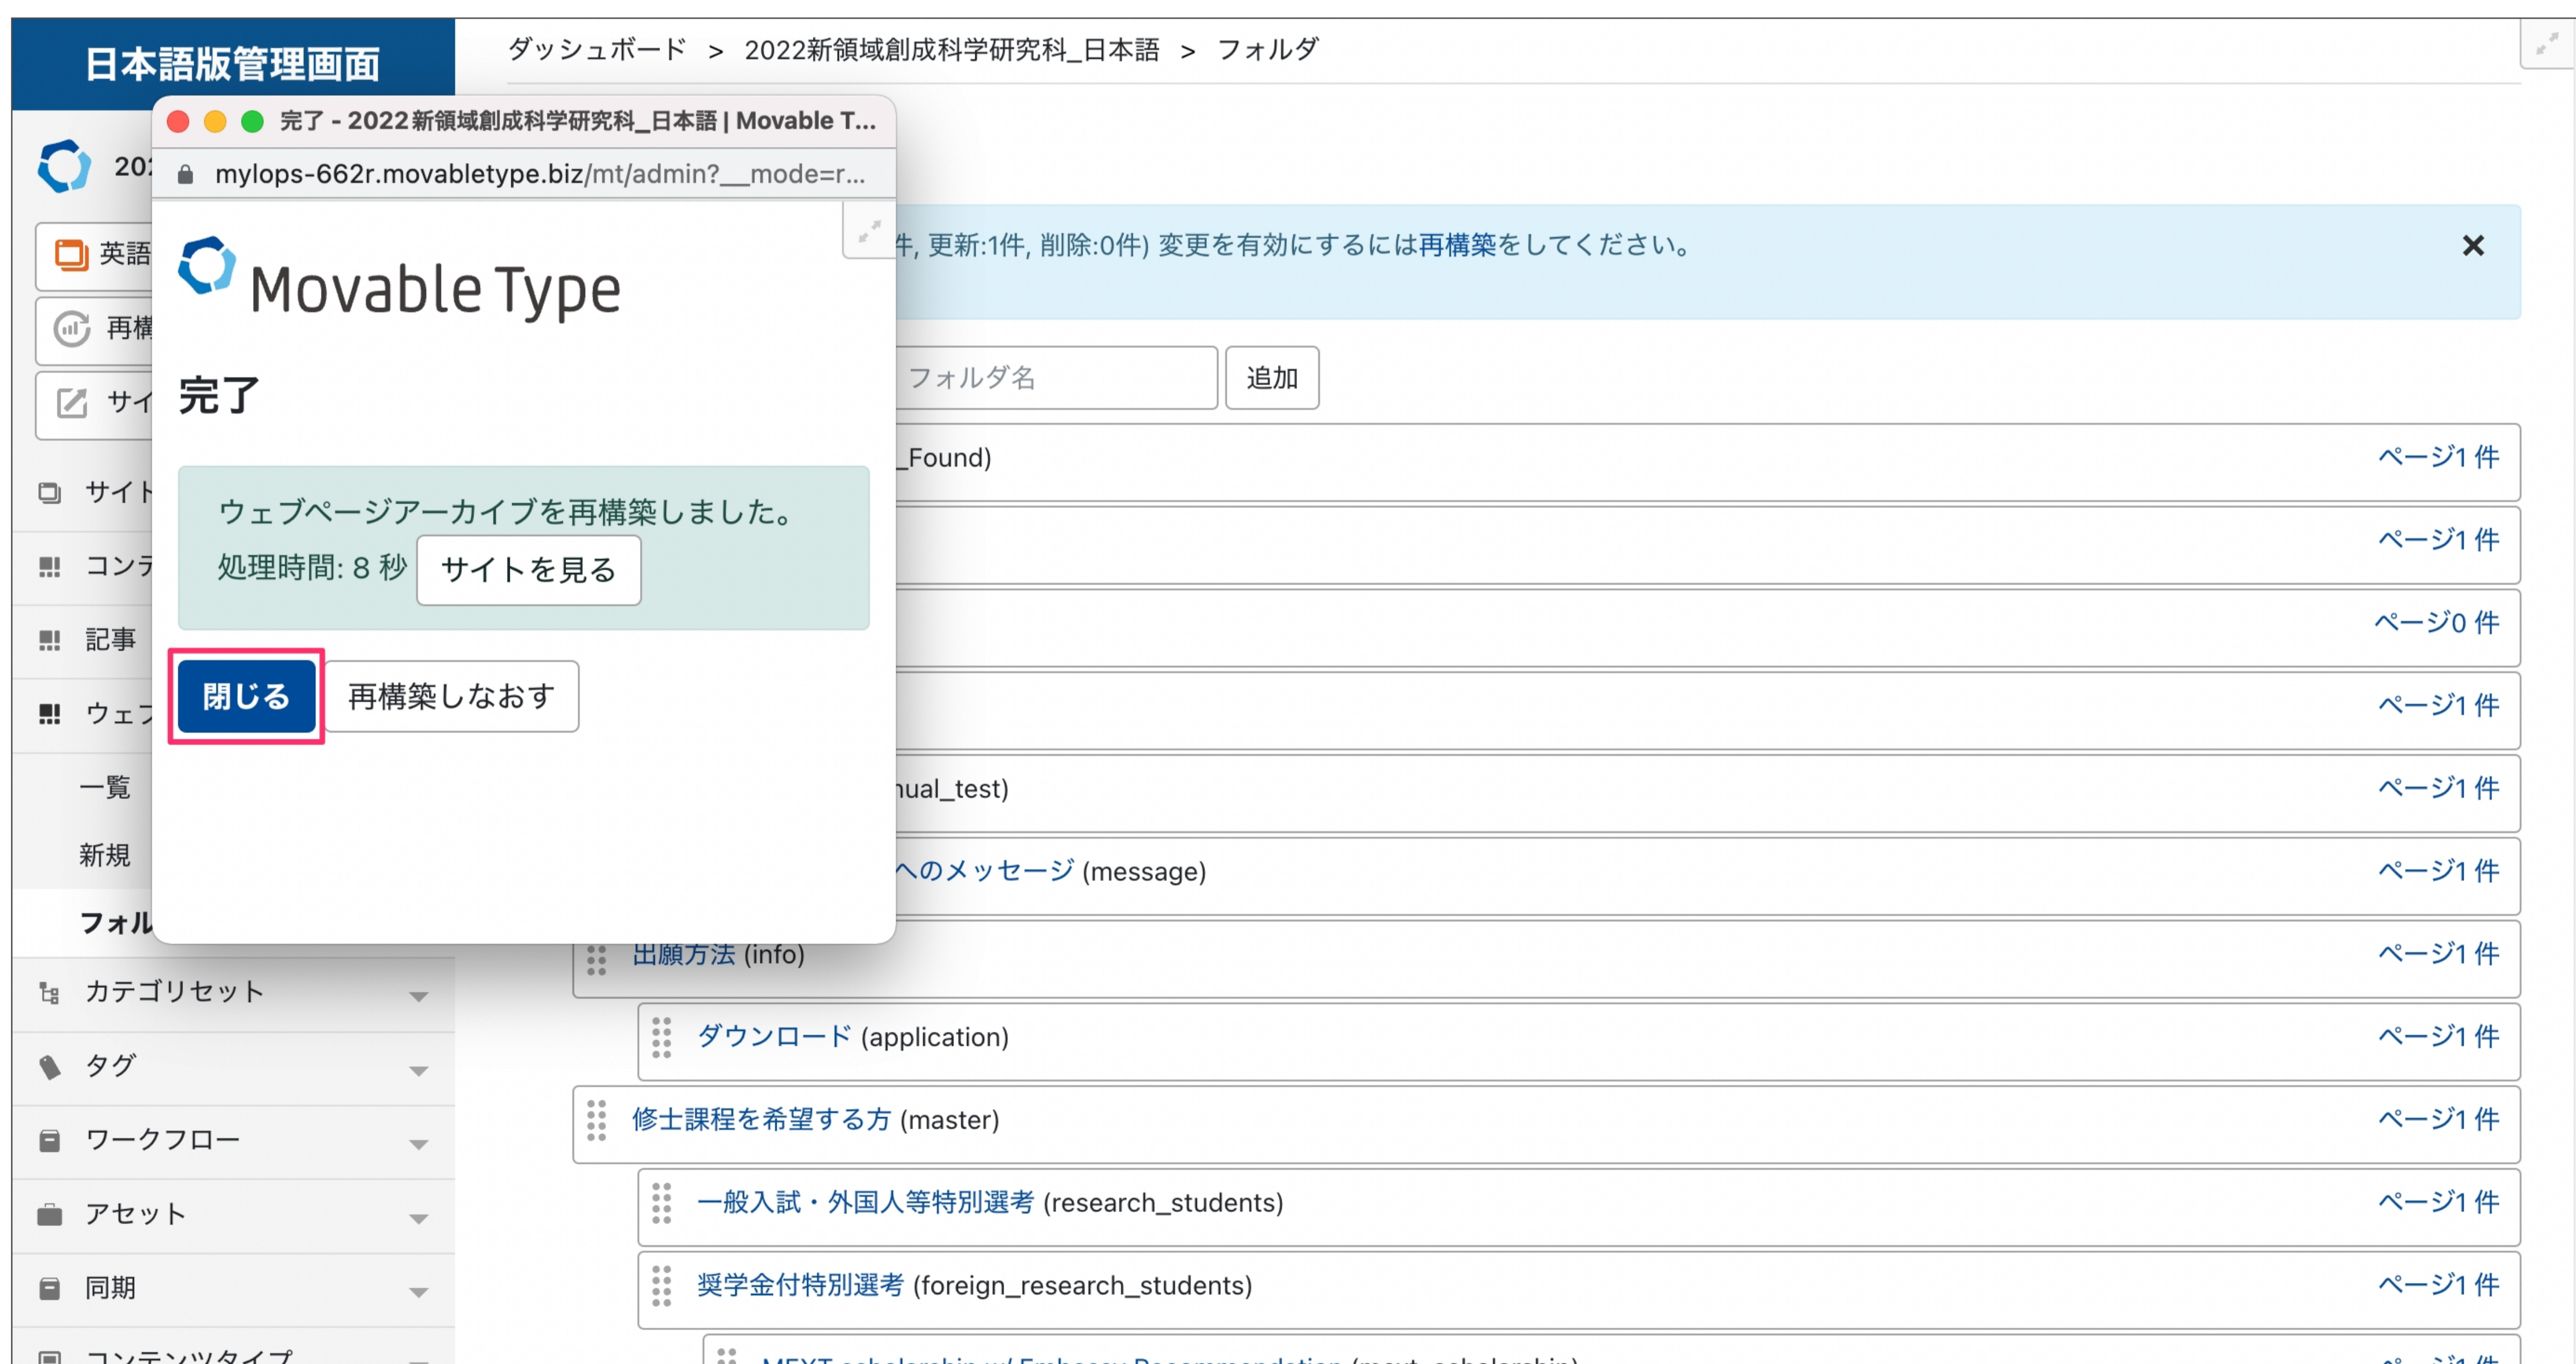 日本語版管理画面
ダッシュボード > 2022新領域創成科学研究科_日本語 > フォルダ
完了 - 2022新領域創成科学研究科_日本語 | Movable T...
mylops-662r.movabletype.biz/mt/admin?__mode=r...
202
英語
件, 更新:1件, 削除:0件) 変更を有効にするには再構築をしてください。
Movable Type
再構
フォルダ名 追加
完了
サイ
_Found) ページ1 件
サイト
ウェブページアーカイブを再構築しました。
ページ1 件
処理時間: 8 秒 サイトを見る
コンテ
ページ0 件
記事
閉じる 再構築しなおす
ページ1 件
ウェブ
一覧
nual_test) ページ1 件
新規
へのメッセージ (message) ページ1 件
フォル
出願方法 (info) ページ1 件
カテゴリセット
ダウンロード (application) ページ1 件
タグ
修士課程を希望する方 (master) ページ1 件
ワークフロー
一般入試・外国人等特別選考 (research_students) ページ1 件
アセット
奨学金付特別選考 (foreign_research_students) ページ1 件
同期
コンテンツタイプ
MEXT scholarship w/ Embassy Recommendation (mext_scholarship) ページ1 件